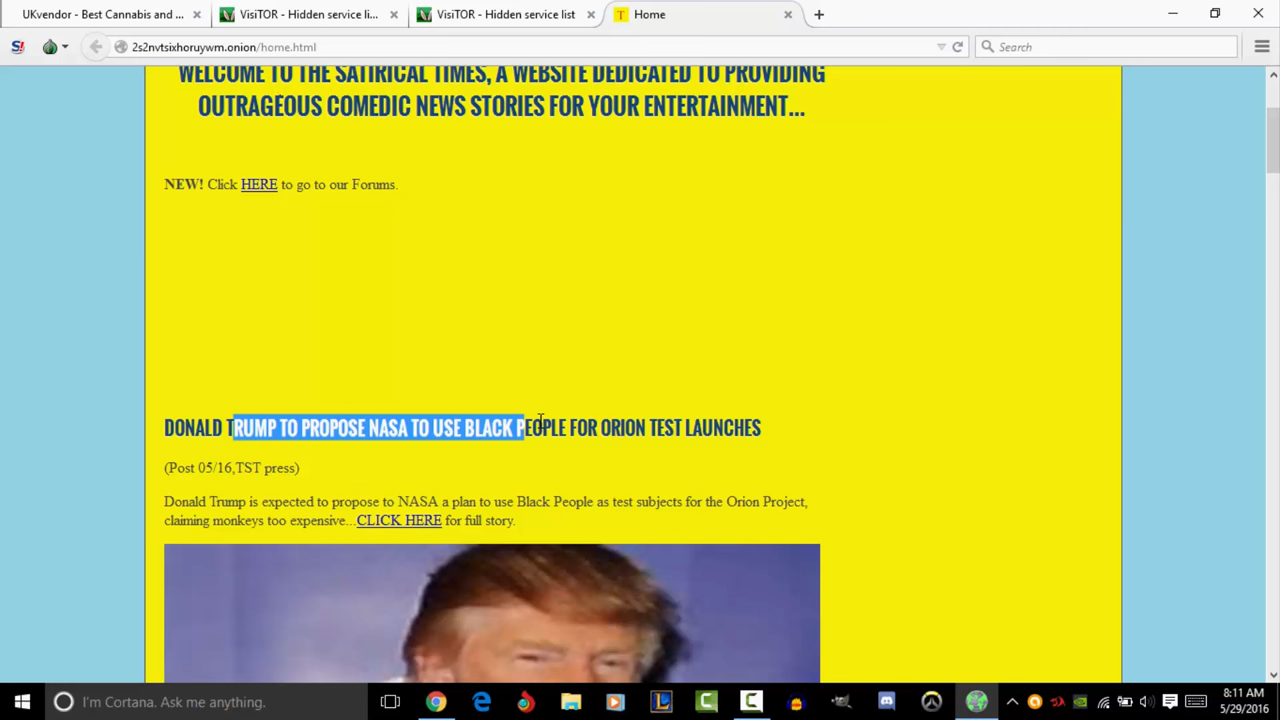 UKvendor - Best Cannabis and ...
VisiTOR - Hidden service li...
VisiTOR - Hidden service list
Home
2s2nvtsixhoruywm.onion/home.html
Search
WELCOME TO THE SATIRICAL TIMES, A WEBSITE DEDICATED TO PROVIDING
OUTRAGEOUS COMEDIC NEWS STORIES FOR YOUR ENTERTAINMENT...
NEW! Click HERE to go to our Forums.
DONALD TRUMP TO PROPOSE NASA TO USE BLACK PEOPLE FOR ORION TEST LAUNCHES
(Post 05/16,TST press)
Donald Trump is expected to propose to NASA a plan to use Black People as test subjects for the Orion Project,
claiming monkeys too expensive...CLICK HERE for full story.
I'm Cortana. Ask me anything.
8:11 AM
5/29/2016